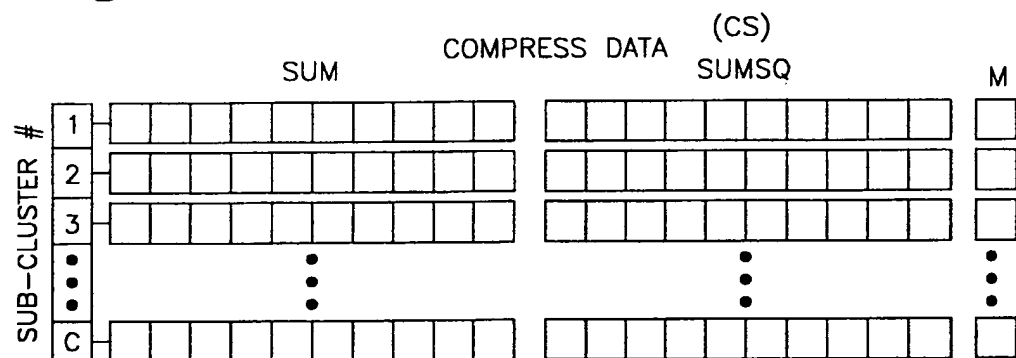 (CS)
COMPRESS DATA
SUM SUMSQ M
SUB-CLUSTER #
1
2
3
C